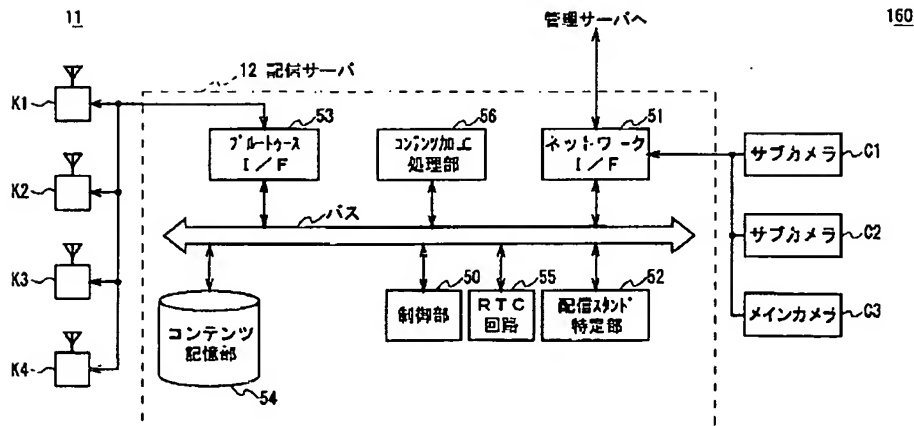 11
管理サーバへ
160
12 配信サーバ
K1
K2
K3
K4
53
ブルートゥース
I/F
56
コンテンツ加工
処理部
51
ネットワーク
I/F
サブカメラ
C1
サブカメラ
C2
メインカメラ
C3
バス
コンテンツ
記憶部
54
50
制御部
55
RTC
回路
52
配信スタンド
特定部